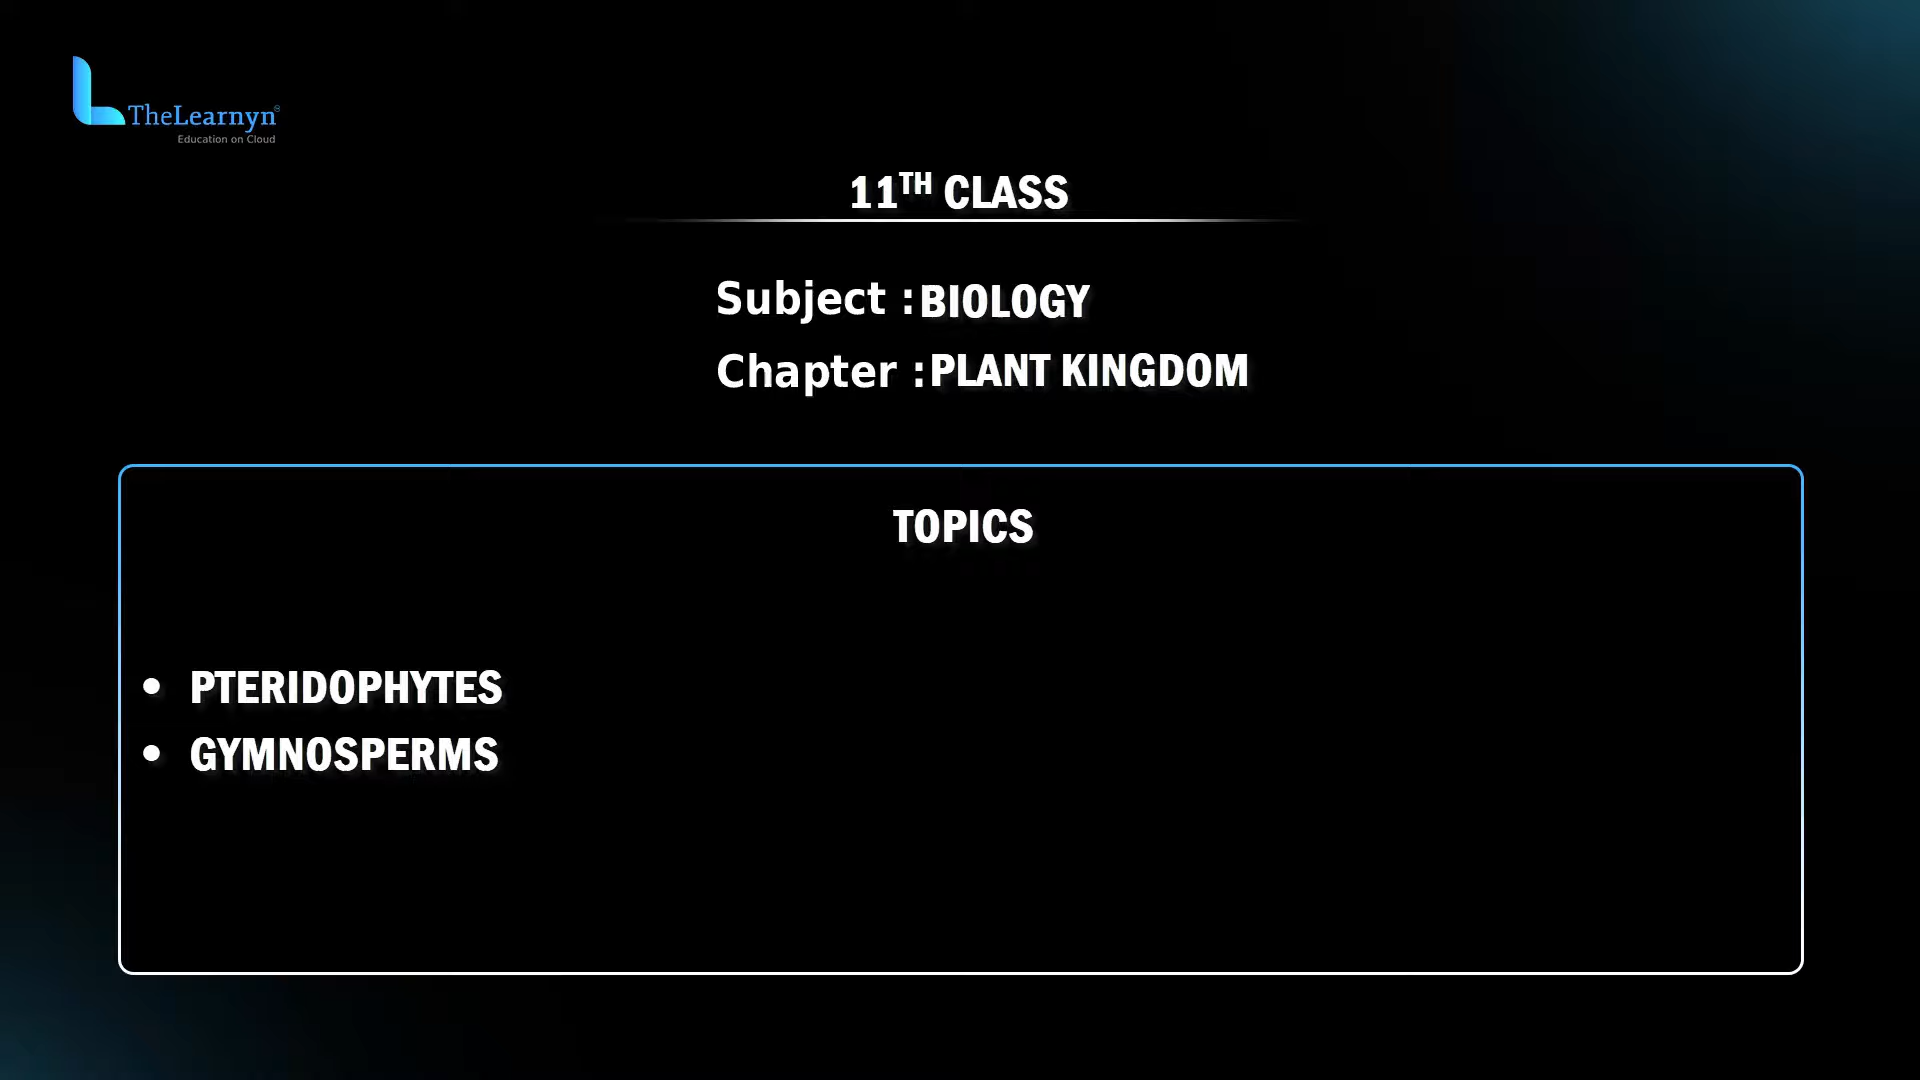 TheLearnyn
Education on Cloud
11TH CLASS
Subject : BIOLOGY
Chapter : PLANT KINGDOM
TOPICS
• PTERIDOPHYTES
• GYMNOSPERMS